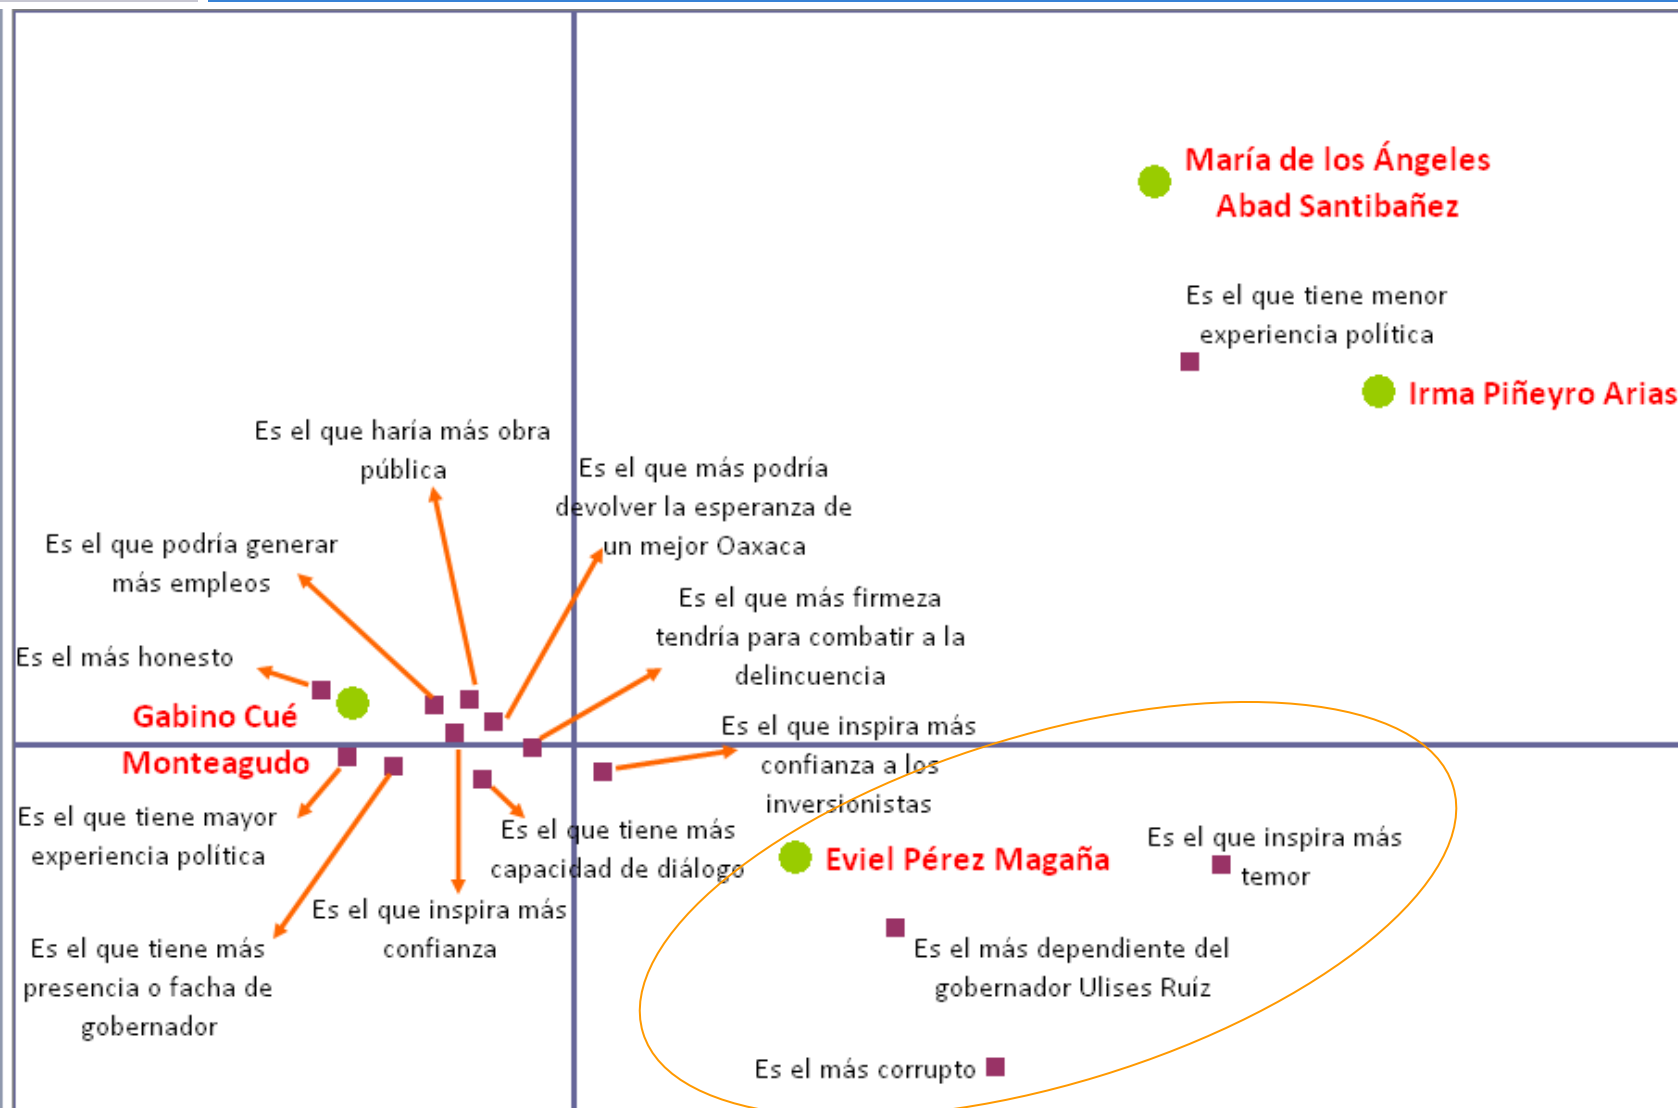 María de los Ángeles
Abad Santibañez
Es el que tiene menor
experiencia política
Irma Piñeyro Arias
Es el que haría más obra
pública
Es el que más podría
devolver la esperanza de
un mejor Oaxaca
Es el que podría generar
más empleos
Es el que más firmeza
tendría para combatir a la
delincuencia
Es el más honesto
Gabino Cué
Monteagudo
Es el que inspira más
confianza a los
inversionistas
Es el que tiene mayor
experiencia política
Es el que tiene más
capacidad de diálogo
Eviel Pérez Magaña
Es el que inspira más
temor
Es el que inspira más
confianza
Es el que tiene más
presencia o facha de
gobernador
Es el más dependiente del
gobernador Ulises Ruíz
Es el más corrupto